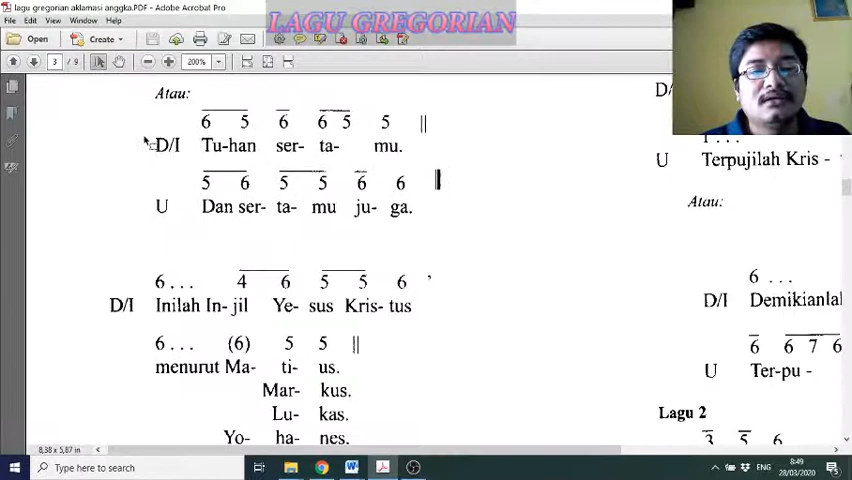 lagu gregorian aklamasi anggka.PDF - Adobe Acrobat Pro
File Edit View Window Help
Open Create
LAGU GREGORIAN
3 / 9 200%
Atau:
6 5 6 6 5 5 ||
D/I Tu-han ser- ta- mu.
5 6 5 5 6 6 ||
U Dan ser- ta- mu ju- ga.
6 . . . 4 6 5 5 6 ,
D/I Inilah In- jil Ye- sus Kris- tus
6 . . . (6) 5 5 ||
menurut Ma- ti- us.
Mar- kus.
Lu- kas.
Yo- ha- nes.
U Terpujilah Kris -
Atau:
6 . . .
D/I Demikianlal
6 6 7 6
U Ter-pu -
Lagu 2
3 5 6
8,38 x 5,87 in
Type here to search
ENG
8:49
28/03/2020
5